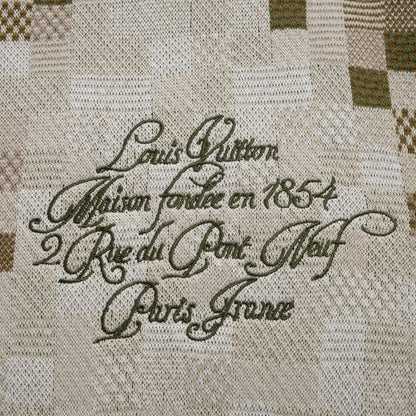 Louis Vuitton
Maison fondée en 1854
2 Rue du Pont Neuf
Paris France